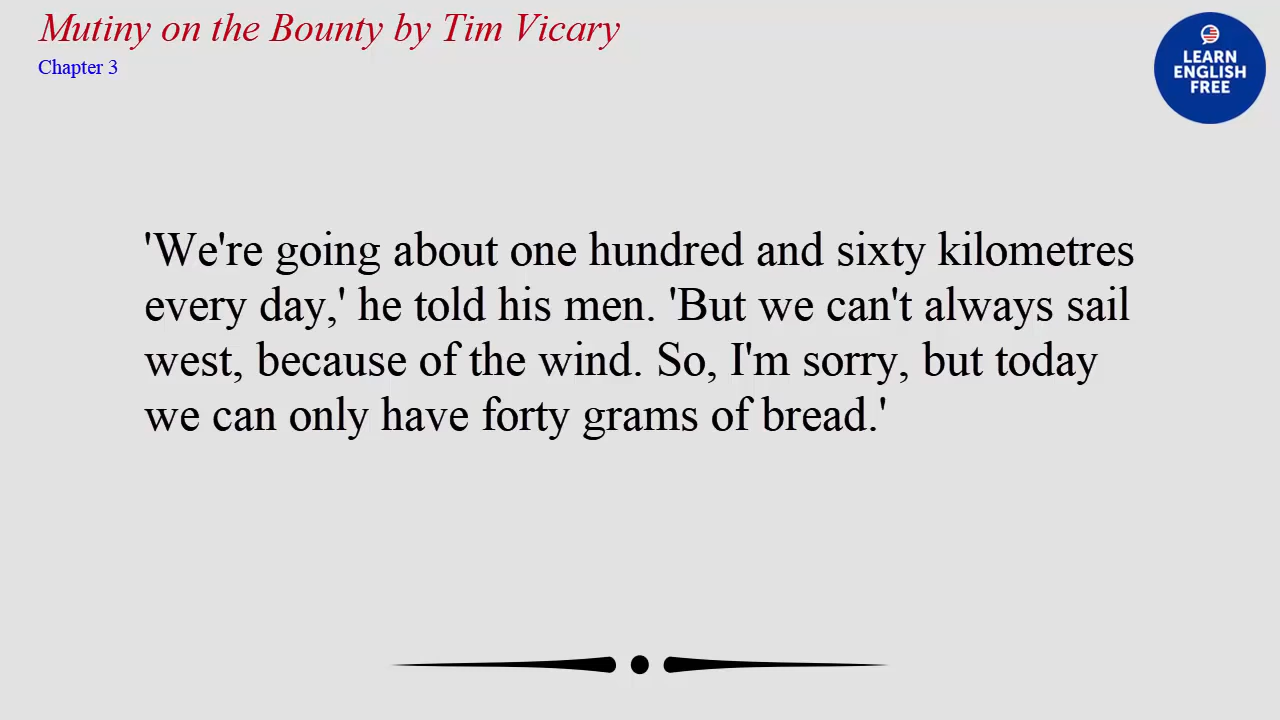 Mutiny on the Bounty by Tim Vicary
Chapter 3
LEARN
ENGLISH
FREE
'We're going about one hundred and sixty kilometres
every day,' he told his men. 'But we can't always sail
west, because of the wind. So, I'm sorry, but today
we can only have forty grams of bread.'